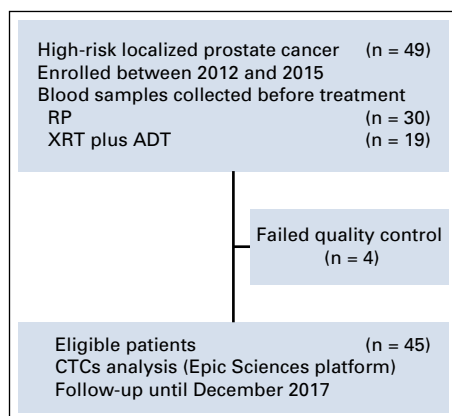 High-risk localized prostate cancer (n = 49)
Enrolled between 2012 and 2015
Blood samples collected before treatment
RP (n = 30)
XRT plus ADT (n = 19)
Failed quality control
(n = 4)
Eligible patients (n = 45)
CTCs analysis (Epic Sciences platform)
Follow-up until December 2017